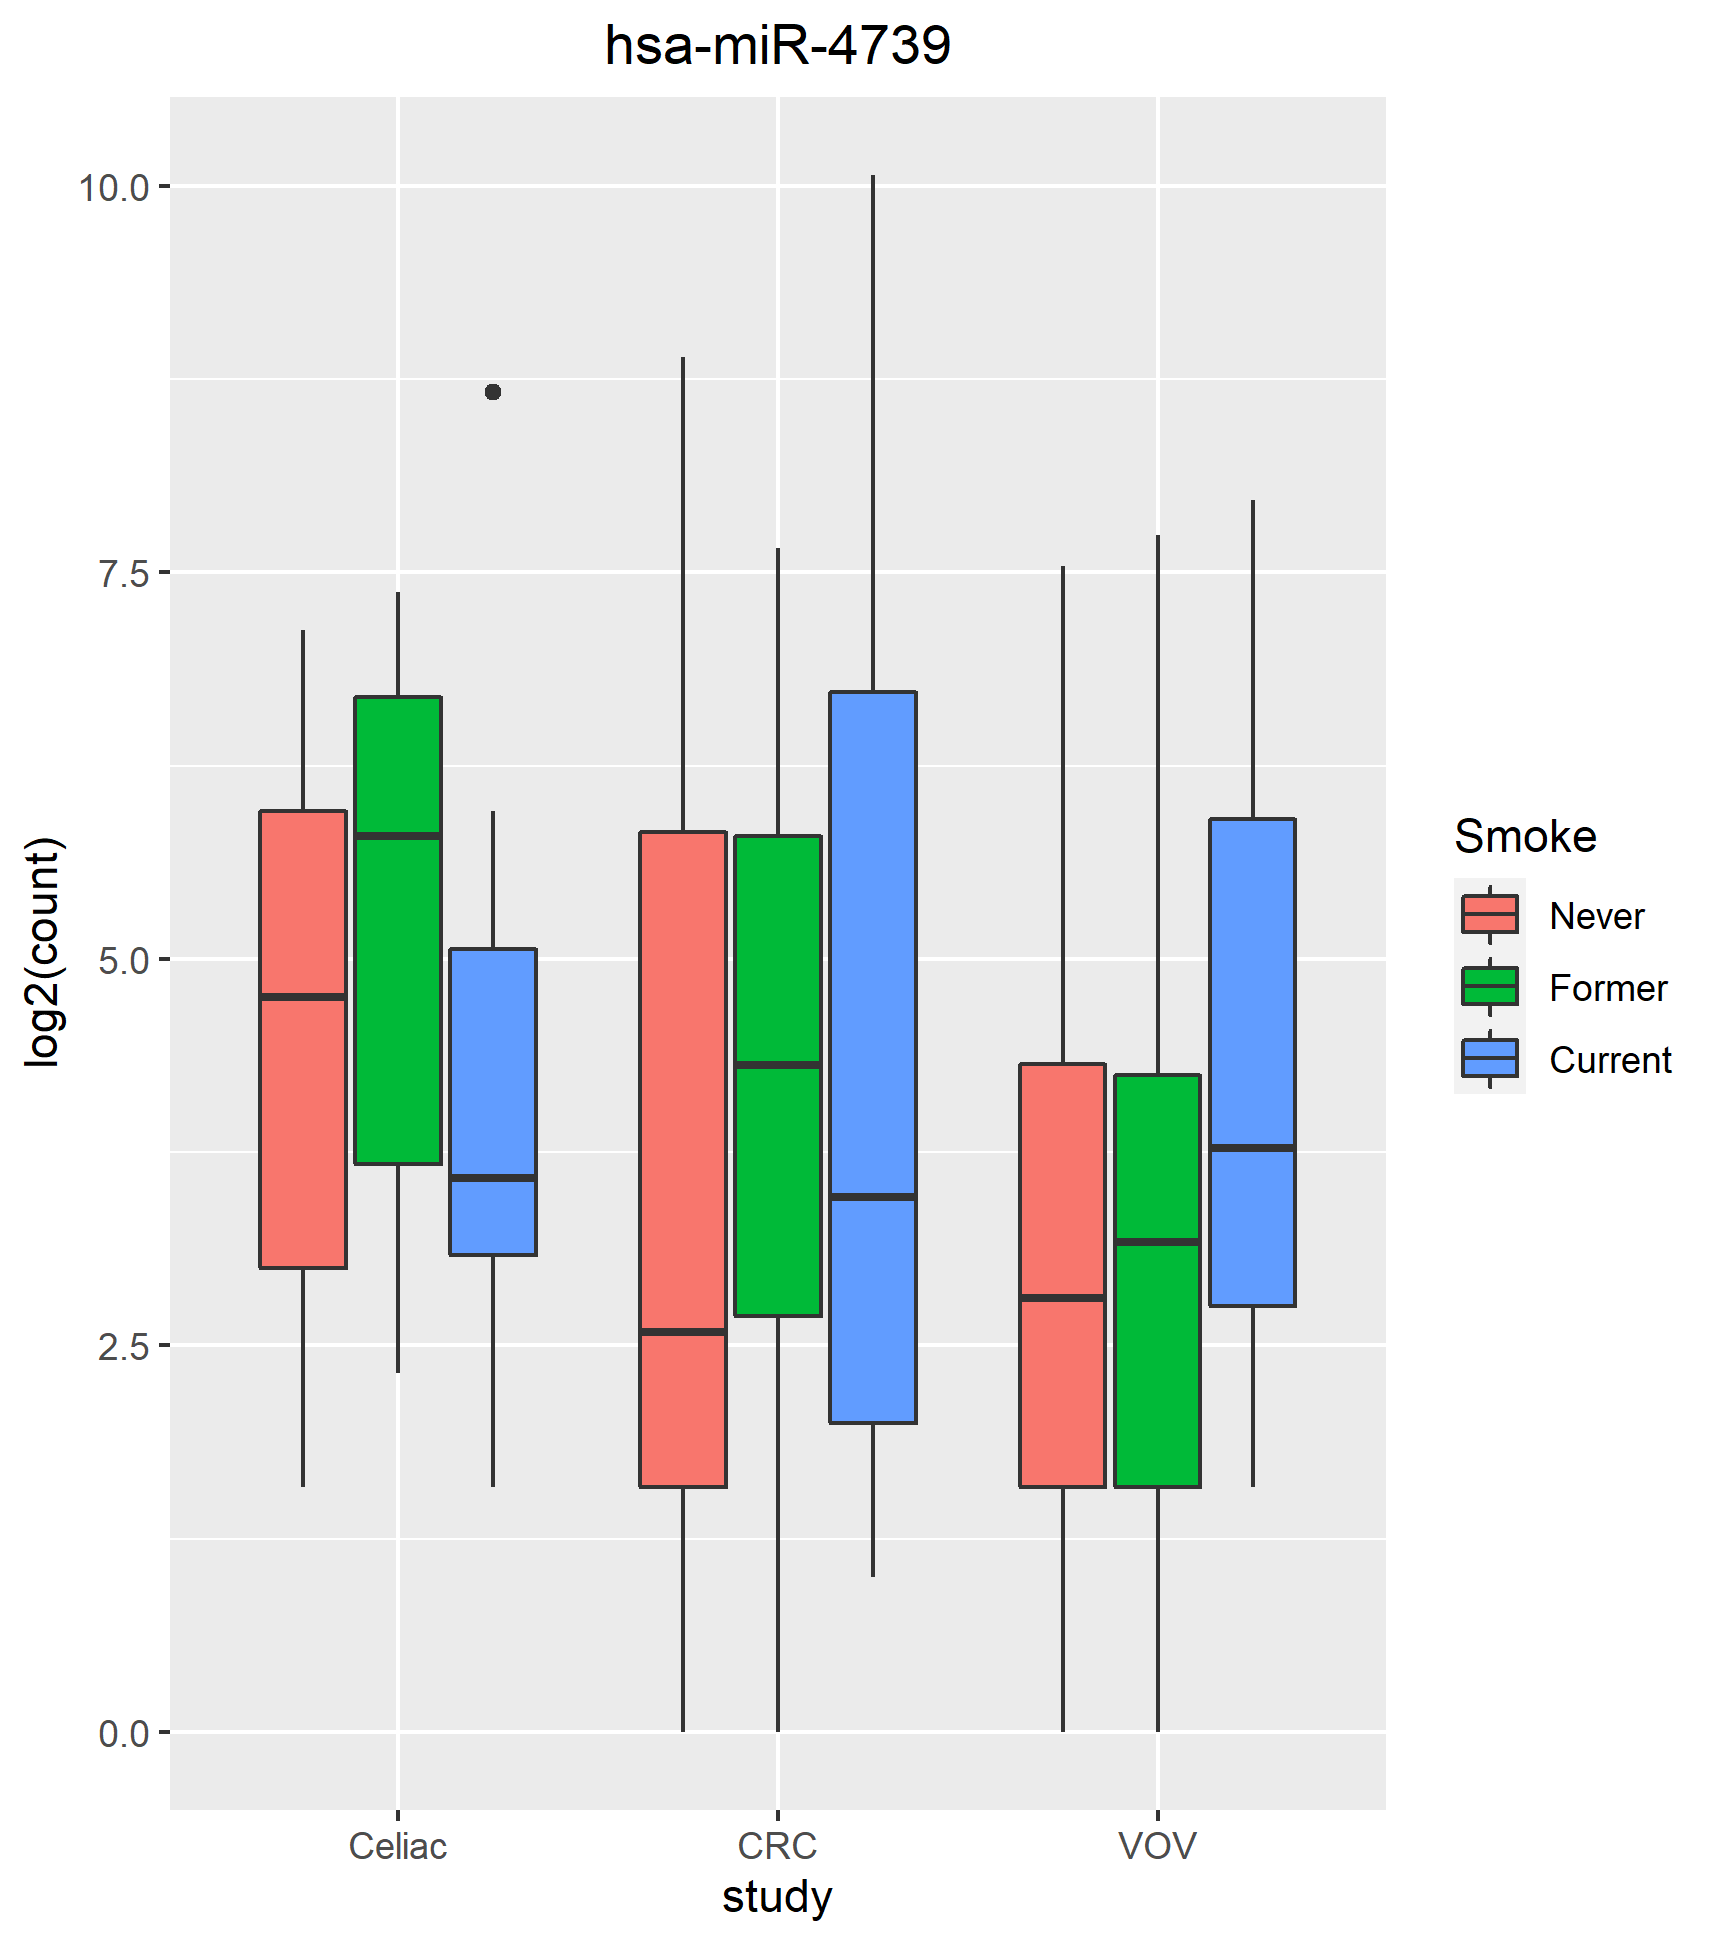 hsa-miR-4739
10.0
7.5
5.0
2.5
0.0
log2(count)
Celiac
CRC
VOV
study
Smoke
Never
Former
Current